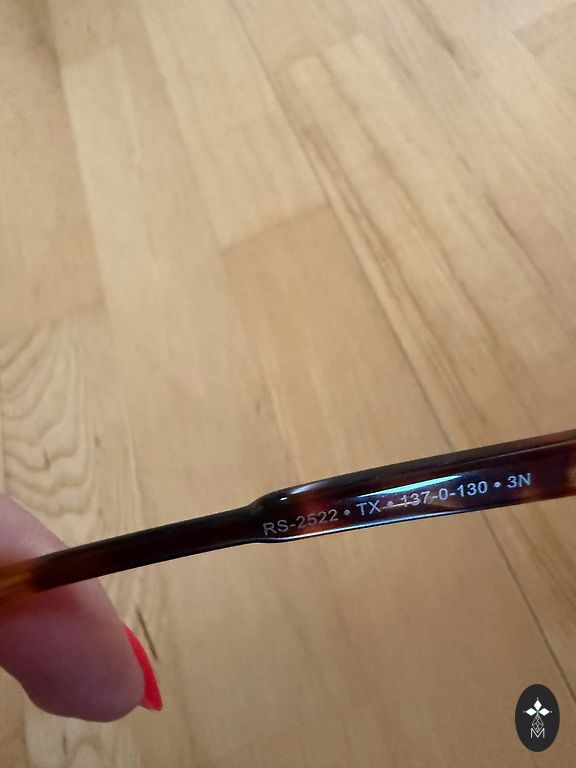 RS-2522 • TX • 137-0-130 • 3N
M